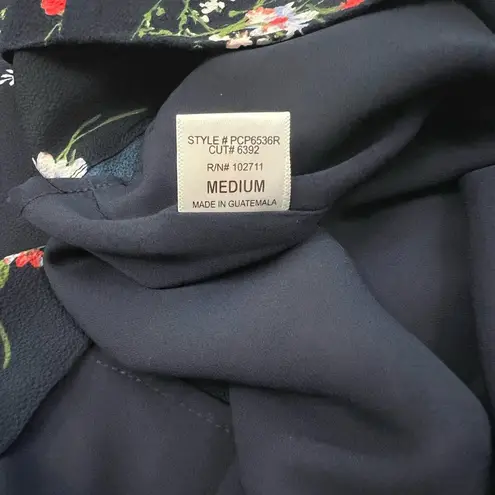 STYLE # PCP6536R
CUT# 6392
R/N# 102711
MEDIUM
MADE IN GUATEMALA